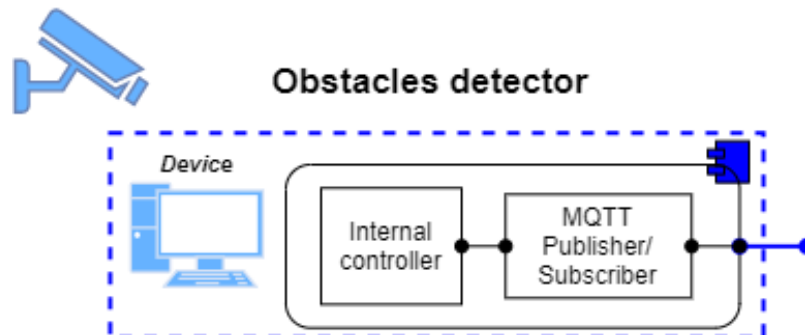 Obstacles detector
Device
Internal
controller
MQTT
Publisher/
Subscriber